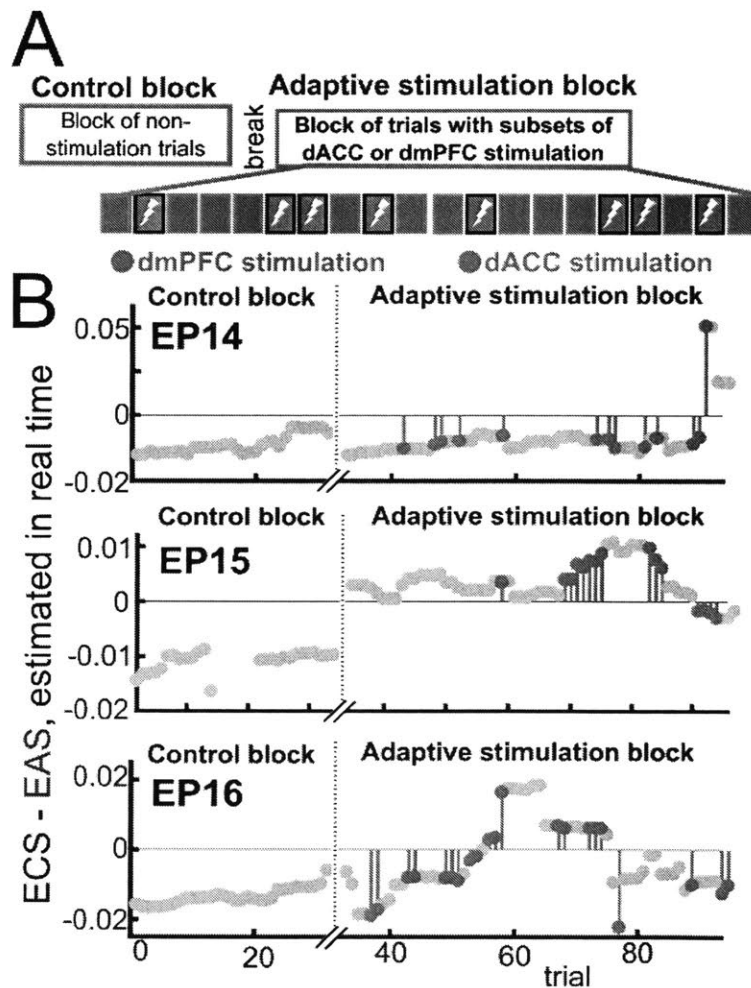 A
Control block
Adaptive stimulation block
Block of non-
stimulation trials
break
Block of trials with subsets of
dACC or dmPFC stimulation
dmPFC stimulation
dACC stimulation
B
ECS - EAS, estimated in real time
Control block
Adaptive stimulation block
EP14
0.05
0
-0.02
Control block
Adaptive stimulation block
EP15
0.01
0
-0.01
-0.02
Control block
Adaptive stimulation block
EP16
0.02
0
-0.02
0 20 40 60 80
trial